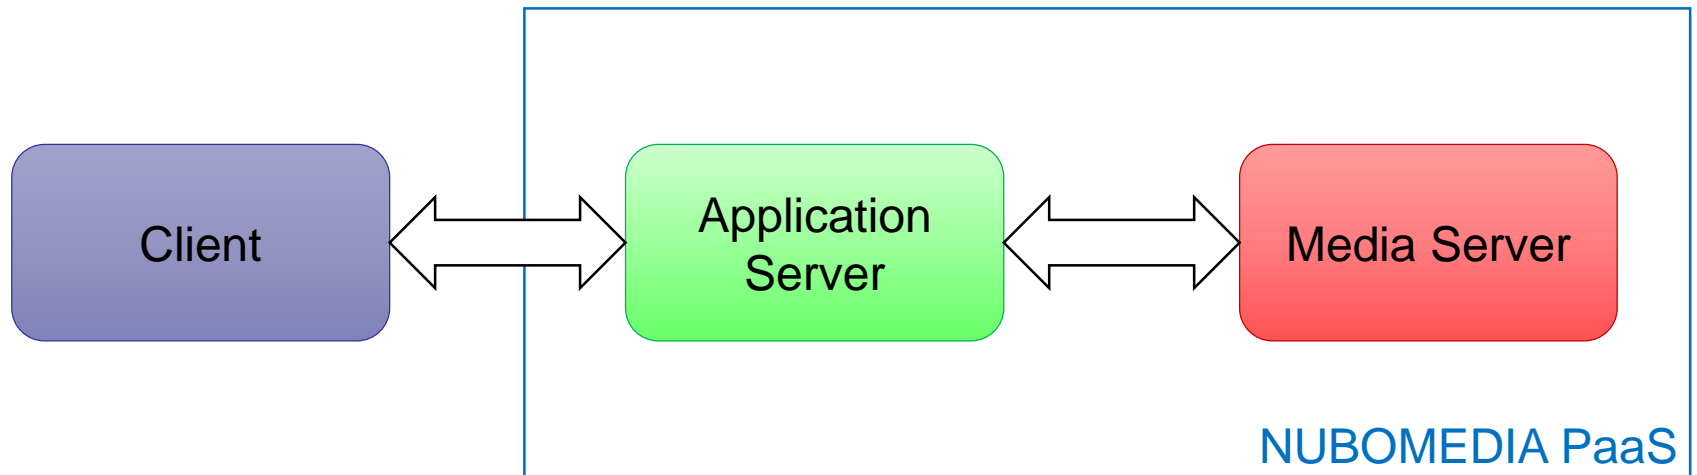 Client
Application
Server
Media Server
NUBOMEDIA PaaS